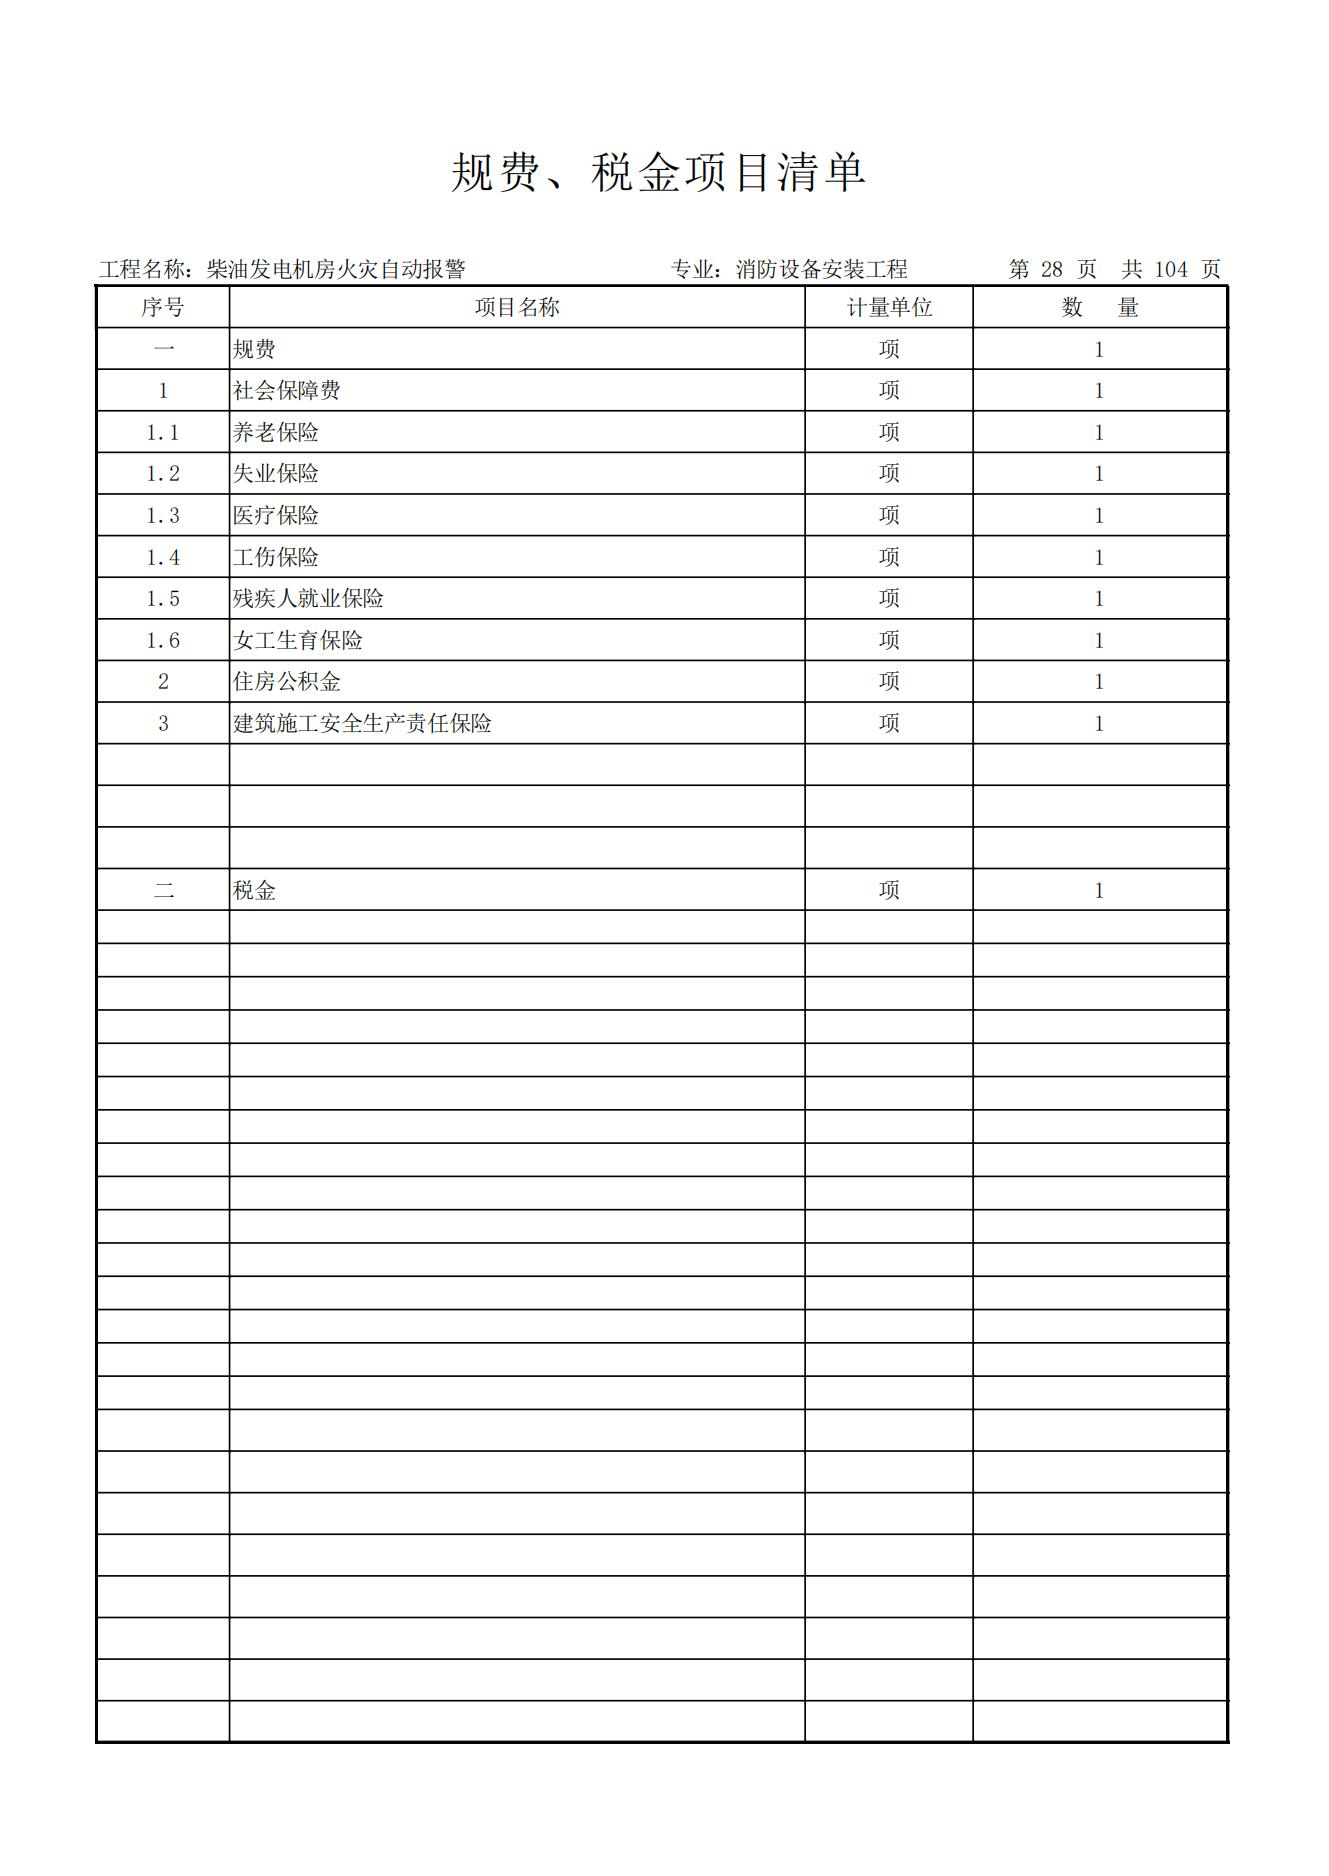 规费、税金项目清单
工程名称：柴油发电机房火灾自动报警 专业：消防设备安装工程 第 28 页 共 104 页
序号 项目名称 计量单位 数 量
一 规费 项 1
1 社会保障费 项 1
1.1 养老保险 项 1
1.2 失业保险 项 1
1.3 医疗保险 项 1
1.4 工伤保险 项 1
1.5 残疾人就业保险 项 1
1.6 女工生育保险 项 1
2 住房公积金 项 1
3 建筑施工安全生产责任保险 项 1
二 税金 项 1